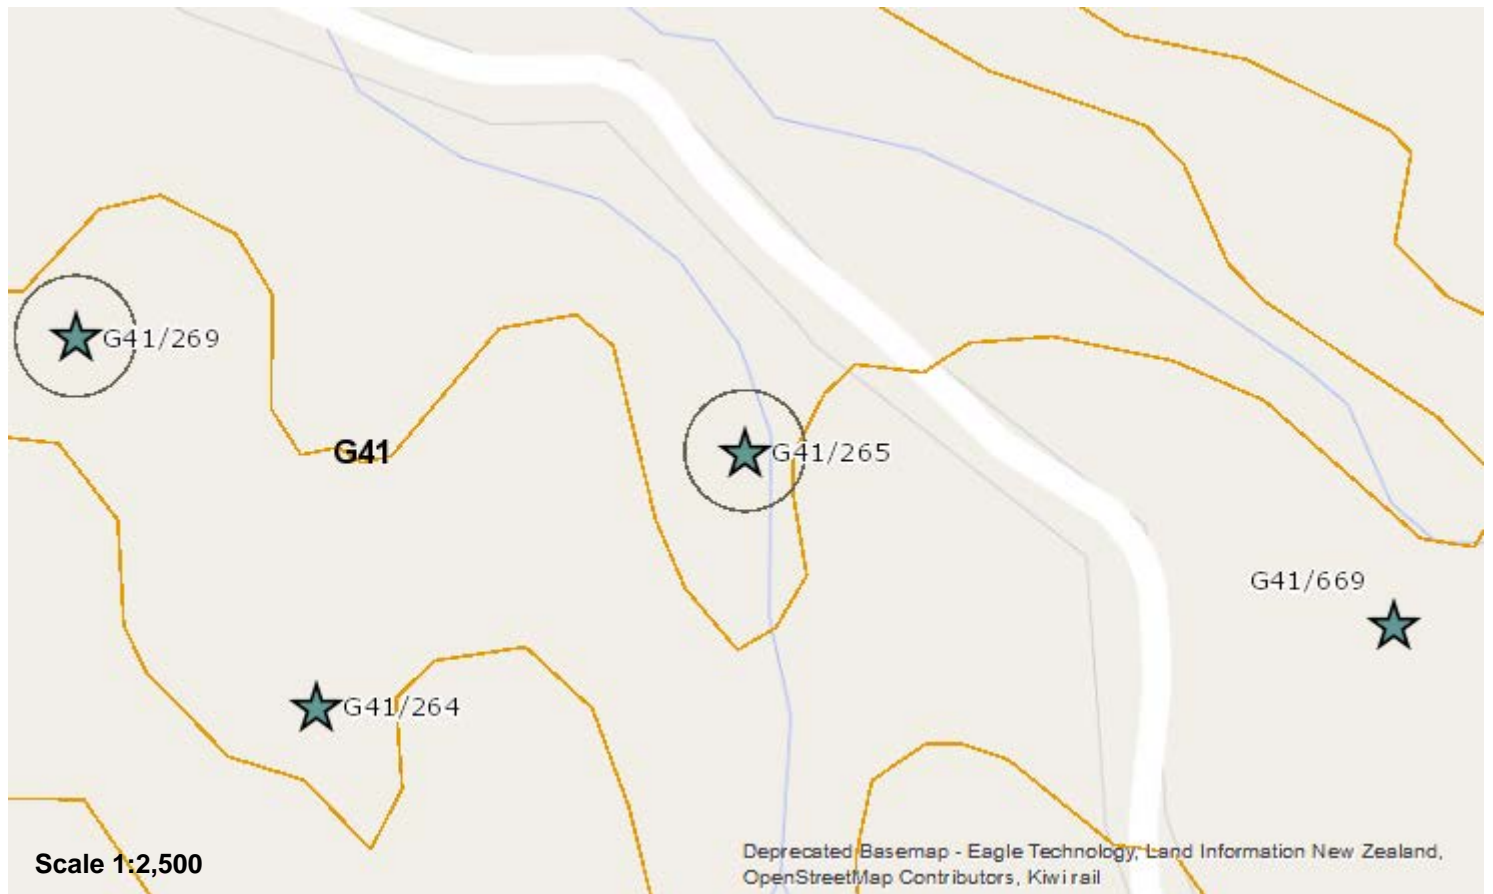 G41/269
G41
G41/265
G41/669
G41/264
Scale 1:2,500
Deprecated Basemap - Eagle Technology, Land Information New Zealand,
OpenStreetMap Contributors, Kiwi rail